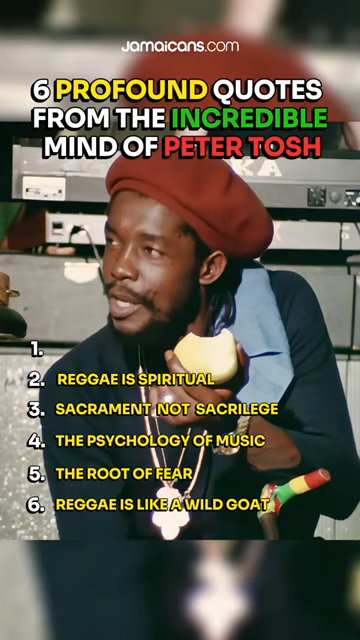 Jamaicans.com
6 PROFOUND QUOTES
FROM THE INCREDIBLE
MIND OF PETER TOSH
KA
1.
2. REGGAE IS SPIRITUAL
3. SACRAMENT NOT SACRILEGE
4. THE PSYCHOLOGY OF MUSIC
5. THE ROOT OF FEAR
6. REGGAE IS LIKE A WILD GOAT